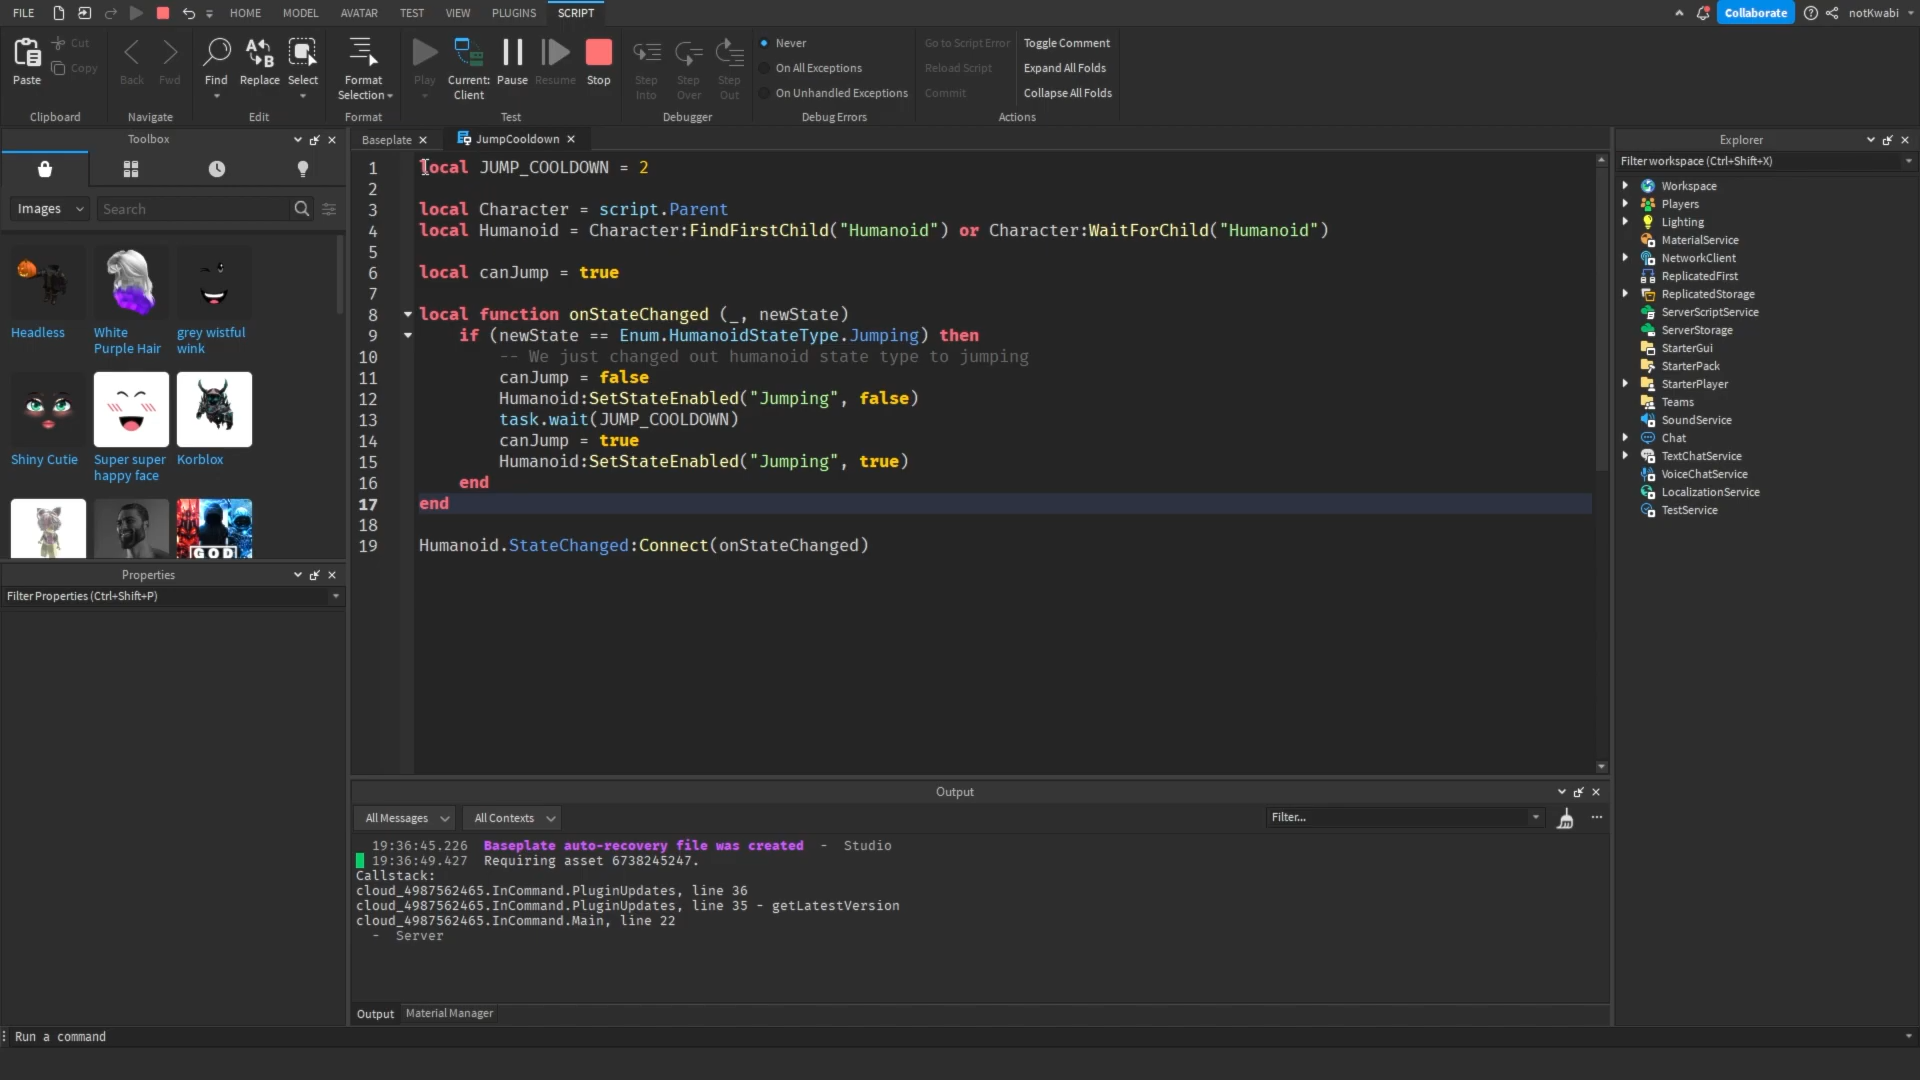 FILE HOME MODEL AVATAR TEST VIEW PLUGINS SCRIPT Collaborate notKwabi
Paste Cut Copy
Clipboard
Back Fwd
Navigate
Find Replace Select
Edit
Format Selection
Format
Play Current: Client Pause Resume Stop
Test
Step Into Step Over Step Out
Debugger
Never
On All Exceptions
On Unhandled Exceptions
Debug Errors
Go to Script Error
Reload Script
Commit
Toggle Comment
Expand All Folds
Collapse All Folds
Actions
Toolbox
Images Search
Headless
White Purple Hair
grey wistful wink
Shiny Cutie
Super super happy face
Korblox
GOD
Properties
Filter Properties (Ctrl+Shift+P)
Baseplate JumpCooldown
1 local JUMP_COOLDOWN = 2
2
3 local Character = script.Parent
4 local Humanoid = Character:FindFirstChild("Humanoid") or Character:WaitForChild("Humanoid")
5
6 local canJump = true
7
8 local function onStateChanged (_, newState)
9 if (newState == Enum.HumanoidStateType.Jumping) then
10 -- We just changed out humanoid state type to jumping
11 canJump = false
12 Humanoid:SetStateEnabled("Jumping", false)
13 task.wait(JUMP_COOLDOWN)
14 canJump = true
15 Humanoid:SetStateEnabled("Jumping", true)
16 end
17 end
18
19 Humanoid.StateChanged:Connect(onStateChanged)
Output
All Messages All Contexts Filter...
19:36:45.226 Baseplate auto-recovery file was created - Studio
19:36:49.427 Requiring asset 6738245247.
Callstack:
cloud_4987562465.InCommand.PluginUpdates, line 36
cloud_4987562465.InCommand.PluginUpdates, line 35 - getLatestVersion
cloud_4987562465.InCommand.Main, line 22
- Server
Output Material Manager
Run a command
Explorer
Filter workspace (Ctrl+Shift+X)
Workspace
Players
Lighting
MaterialService
NetworkClient
ReplicatedFirst
ReplicatedStorage
ServerScriptService
ServerStorage
StarterGui
StarterPack
StarterPlayer
Teams
SoundService
Chat
TextChatService
VoiceChatService
LocalizationService
TestService